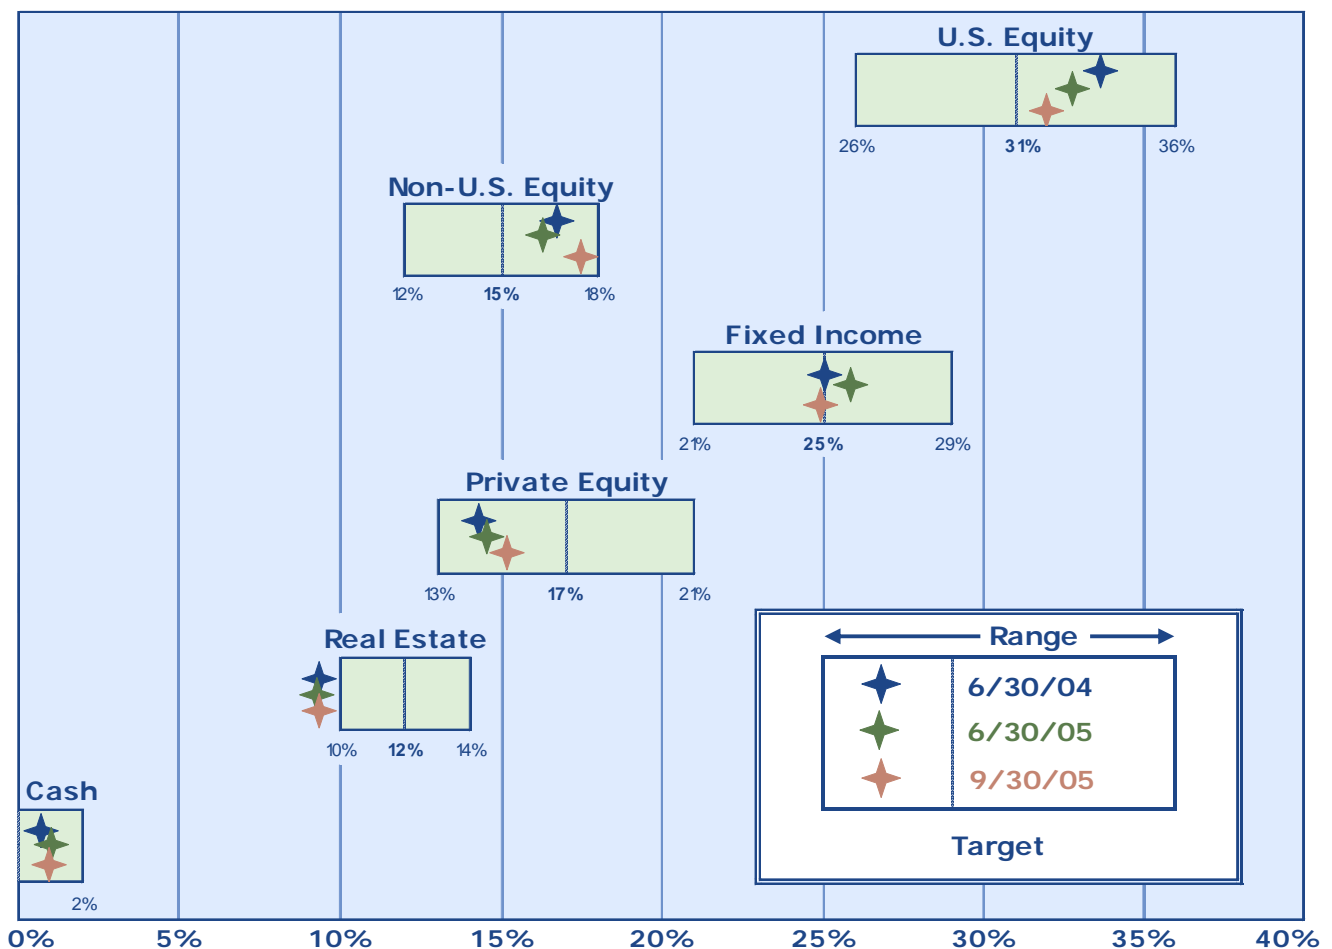 U.S. Equity
26% 31% 36%
Non-U.S. Equity
12% 15% 18%
Fixed Income
21% 25% 29%
Private Equity
13% 17% 21%
Real Estate
10% 12% 14%
Cash
2%
Range
6/30/04
6/30/05
9/30/05
Target
0% 5% 10% 15% 20% 25% 30% 35% 40%